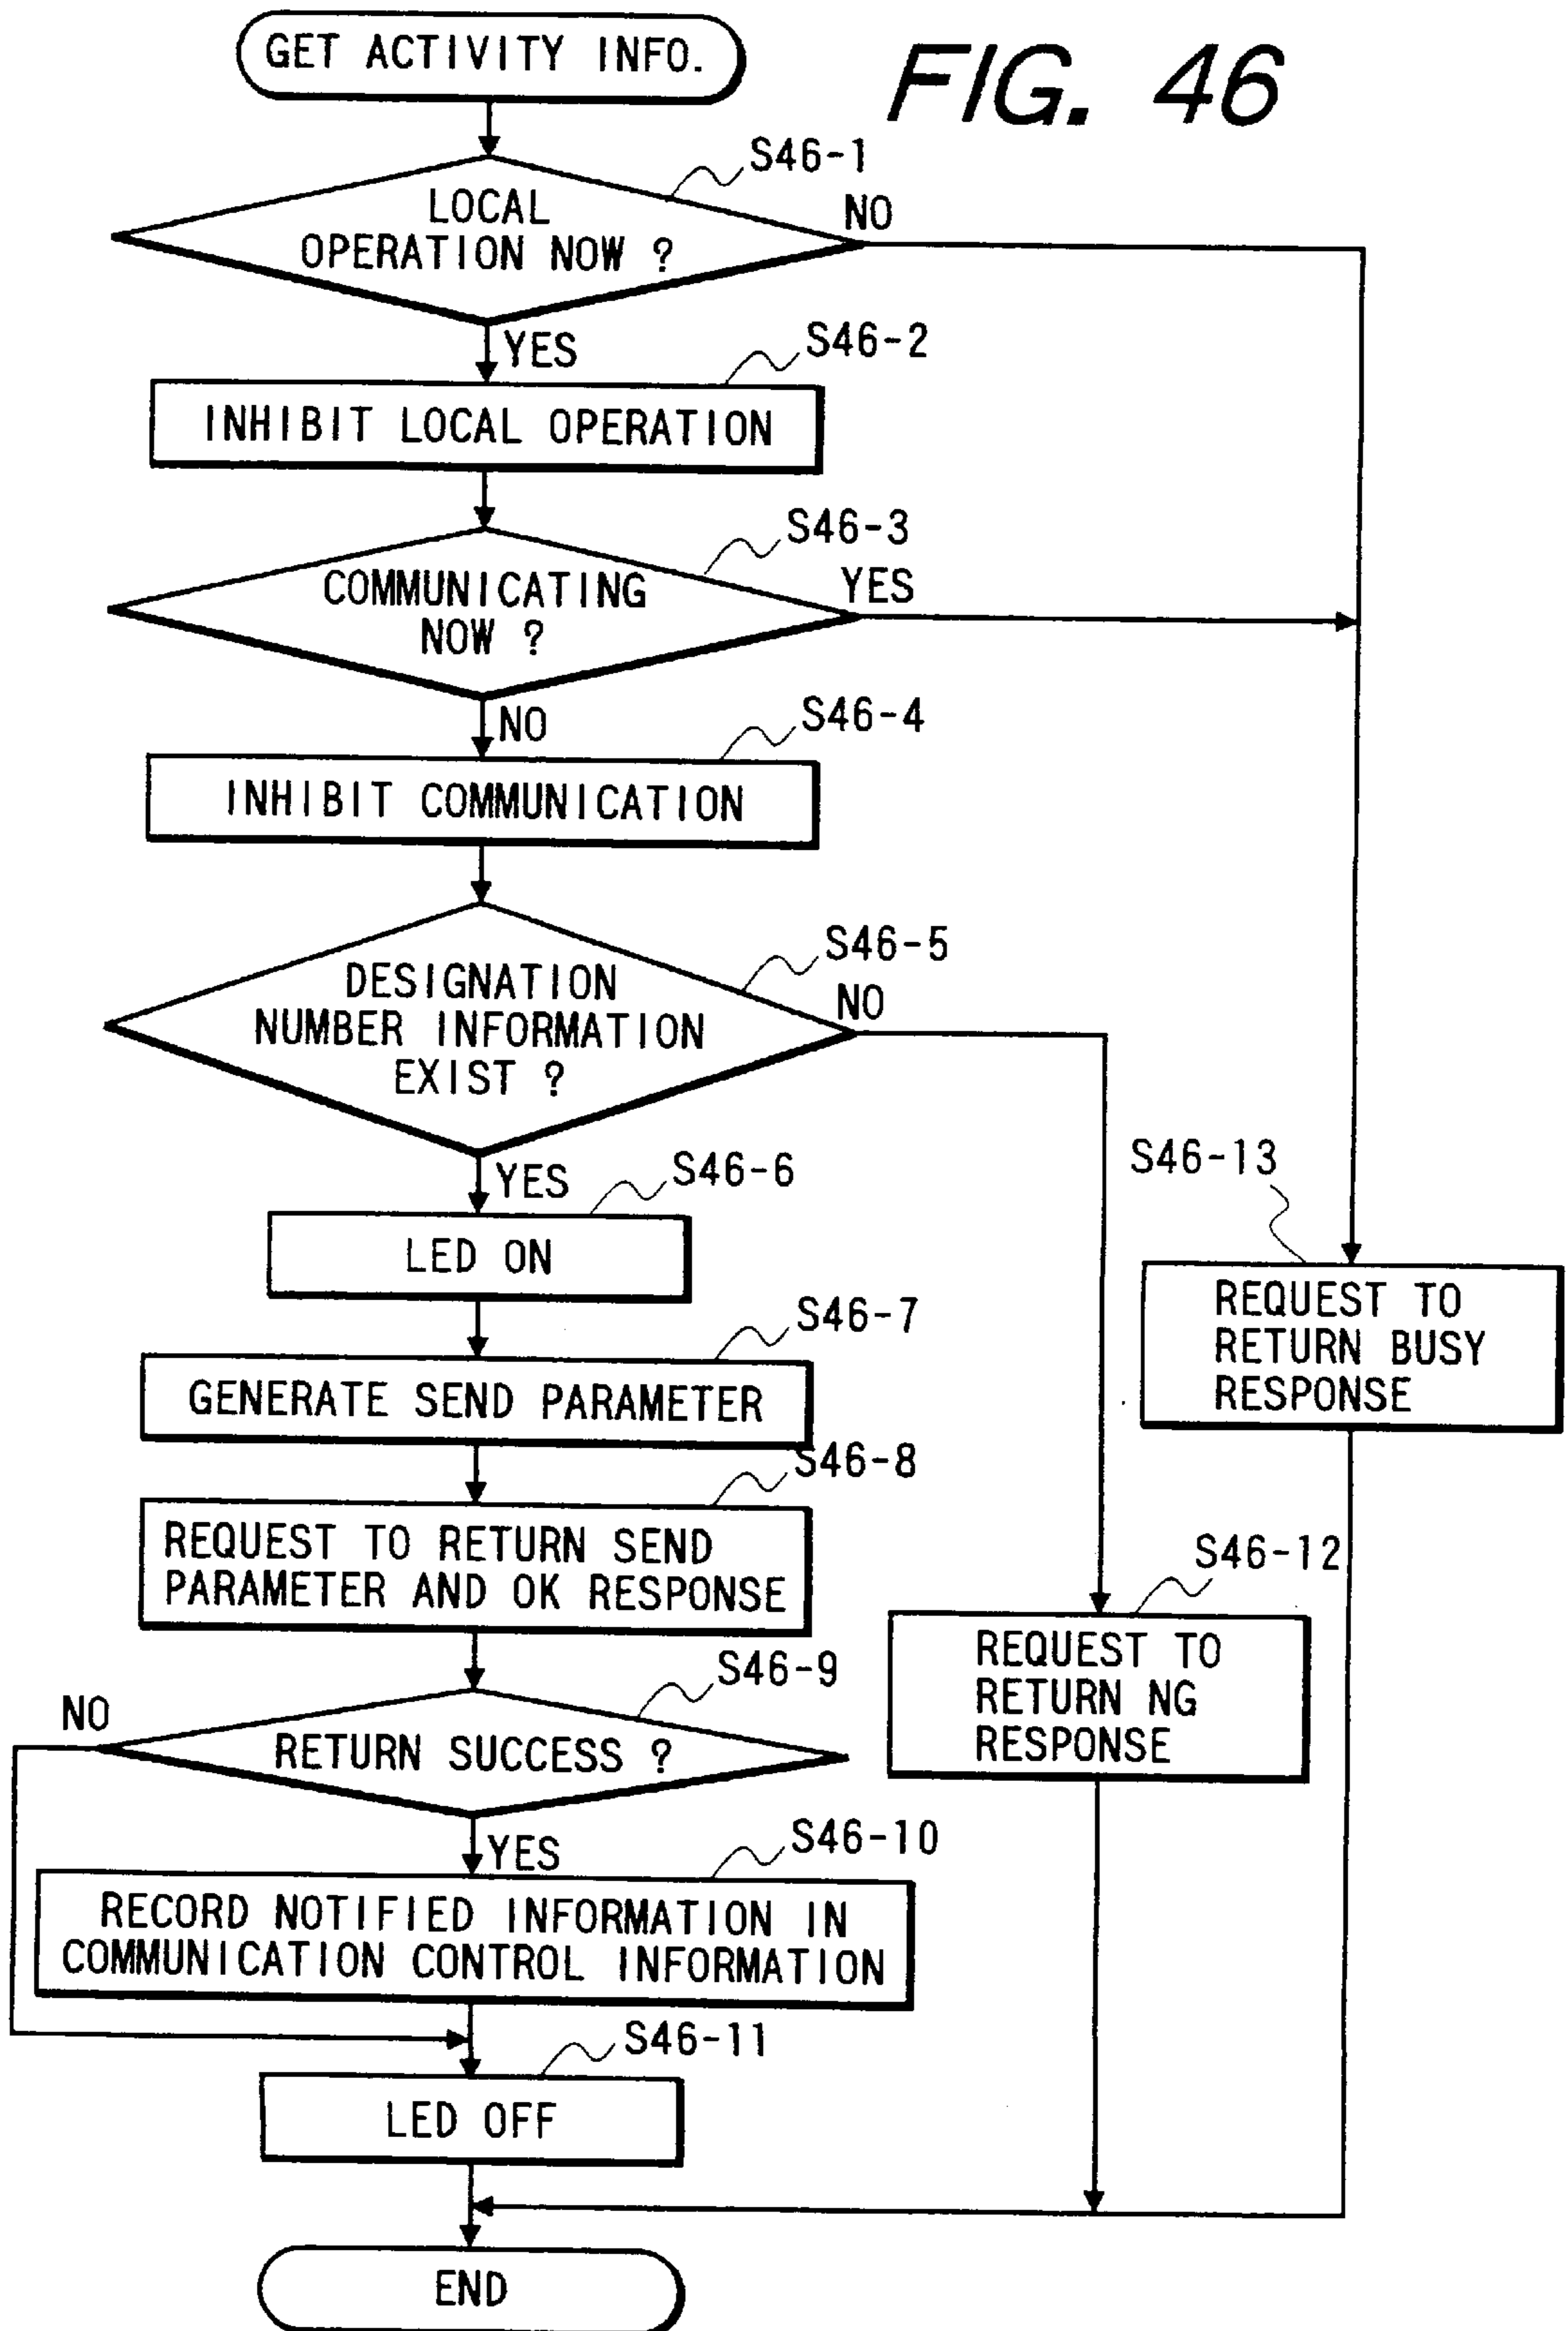 GET ACTIVITY INFO.
FIG. 46
S46-1
LOCAL
OPERATION NOW ?
NO
YES
S46-2
INHIBIT LOCAL OPERATION
S46-3
COMMUNICATING
NOW ?
YES
NO
S46-4
INHIBIT COMMUNICATION
S46-5
DESIGNATION
NUMBER INFORMATION
EXIST ?
NO
YES
S46-6
LED ON
S46-13
REQUEST TO
RETURN BUSY
RESPONSE
S46-7
GENERATE SEND PARAMETER
S46-8
REQUEST TO RETURN SEND
PARAMETER AND OK RESPONSE
S46-12
REQUEST TO
RETURN NG
RESPONSE
S46-9
NO
RETURN SUCCESS ?
YES
S46-10
RECORD NOTIFIED INFORMATION IN
COMMUNICATION CONTROL INFORMATION
S46-11
LED OFF
END